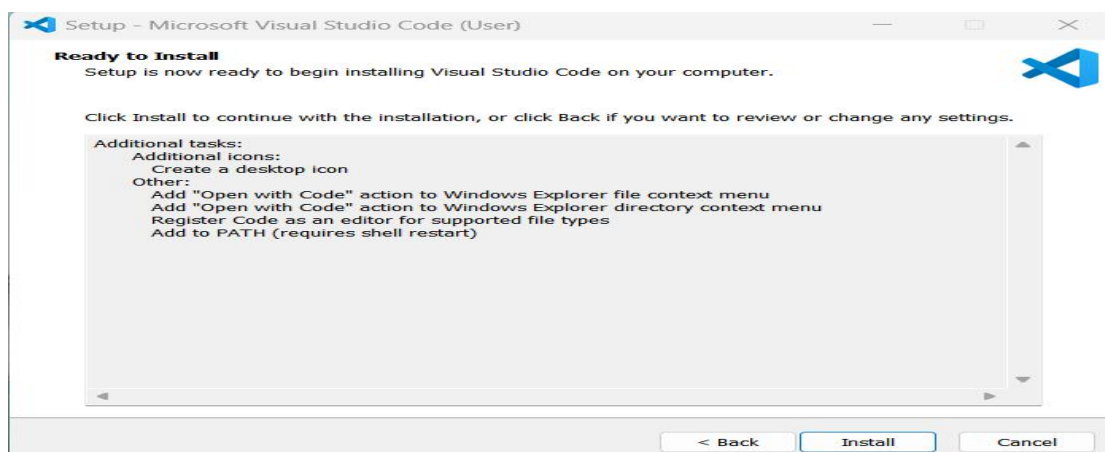 Setup - Microsoft Visual Studio Code (User)
Ready to Install
Setup is now ready to begin installing Visual Studio Code on your computer.
Click Install to continue with the installation, or click Back if you want to review or change any settings.
Additional tasks:
Additional icons:
Create a desktop icon
Other:
Add "Open with Code" action to Windows Explorer file context menu
Add "Open with Code" action to Windows Explorer directory context menu
Register Code as an editor for supported file types
Add to PATH (requires shell restart)
< Back Install Cancel